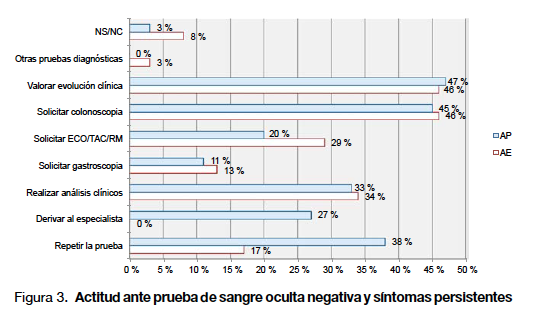 NS/NC
3 %
8 %
Otras pruebas diagnósticas
0 %
3 %
Valorar evolución clínica
47 %
46 %
Solicitar colonoscopia
45 %
46 %
Solicitar ECO/TAC/RM
20 %
29 %
Solicitar gastroscopia
11 %
13 %
Realizar análisis clínicos
33 %
34 %
Derivar al especialista
27 %
0 %
Repetir la prueba
38 %
17 %
0 % 5 % 10 % 15 % 20 % 25 % 30 % 35 % 40 % 45 % 50 %
AP
AE
Figura 3. Actitud ante prueba de sangre oculta negativa y síntomas persistentes